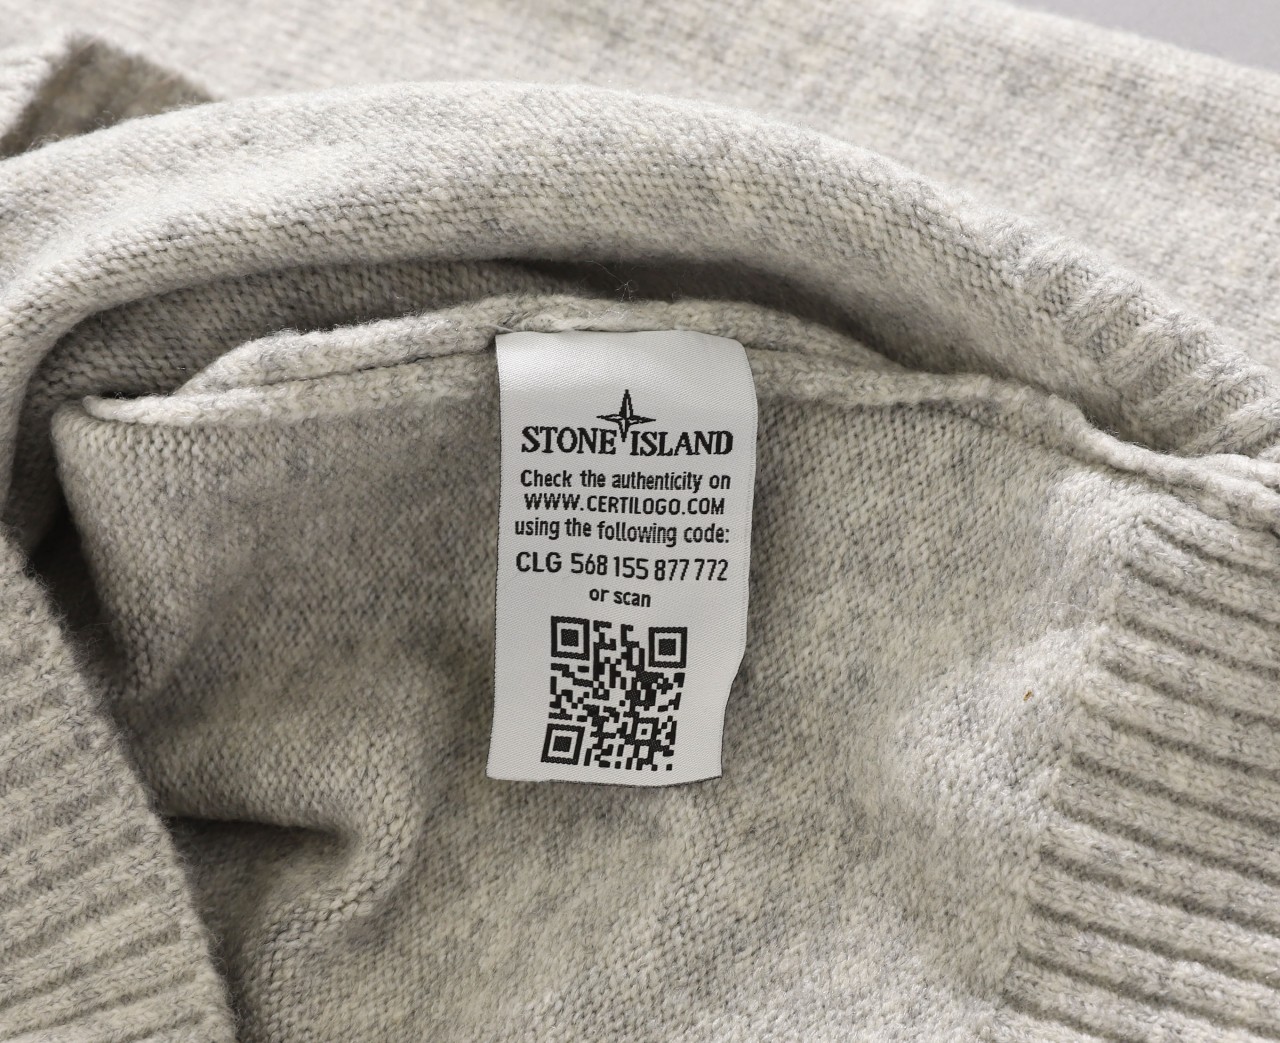 STONE ISLAND
Check the authenticity on
WWW.CERTILOGO.COM
using the following code:
CLG 568 155 877 772
or scan